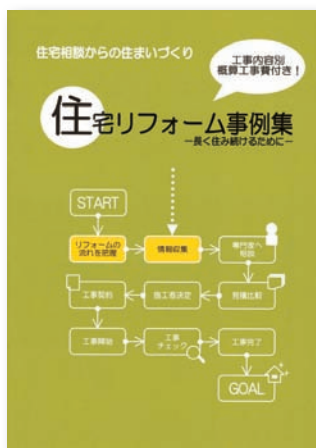 住宅相談からの住まいづくり
工事内容別
概算工事費付き!
住宅リフォーム事例集
―長く住み続けるために―
START
リフォームの
流れを把握
情報収集
専門家へ
相談
工事契約
施工者決定
見積比較
工事開始
工事
チェック
工事完了
GOAL